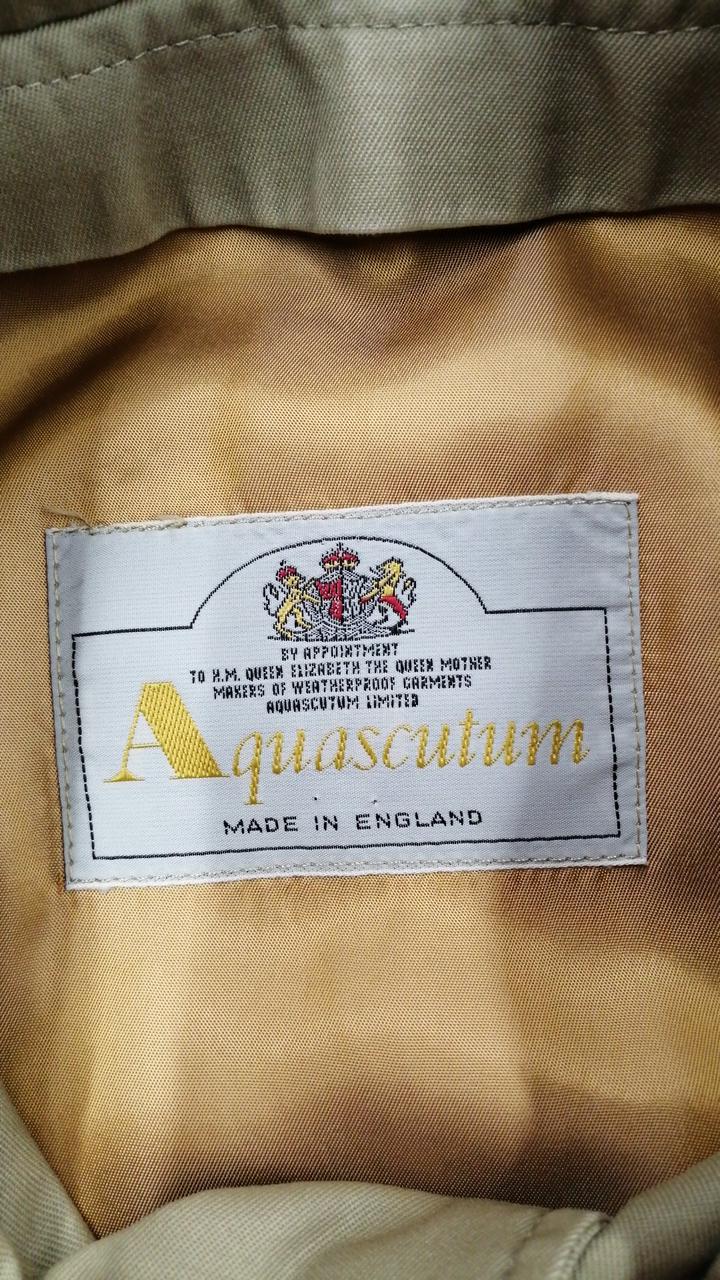 BY APPOINTMENT
TO H.M. QUEEN ELIZABETH THE QUEEN MOTHER
MAKERS OF WEATHERPROOF GARMENTS
AQUASCUTUM LIMITED
Aquascutum
MADE IN ENGLAND